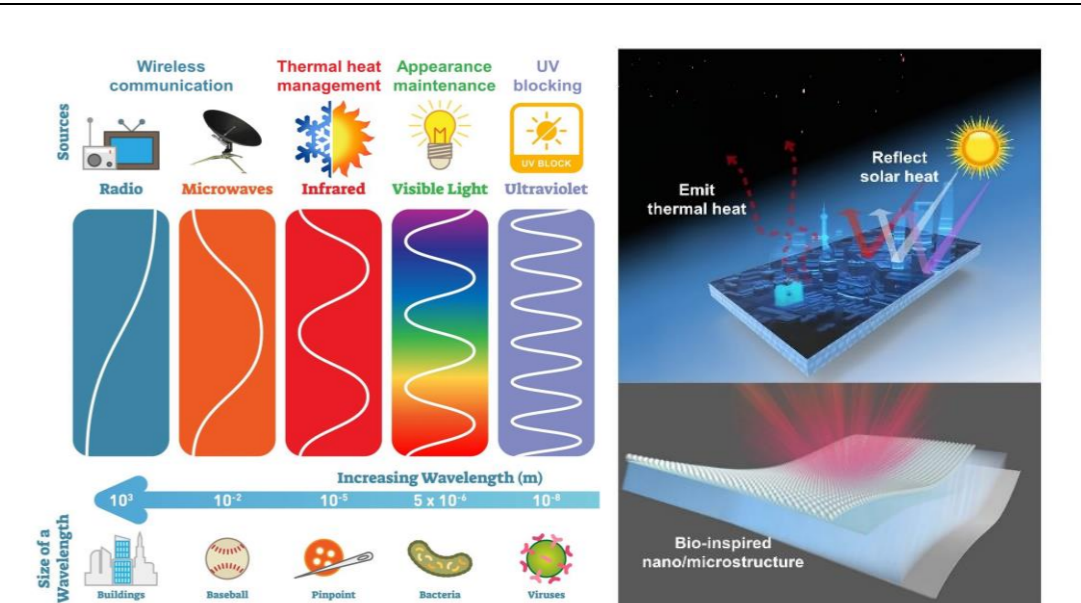 Wireless
communication
Thermal heat
management
Appearance
maintenance
UV
blocking
Sources
UV BLOCK
Radio
Microwaves
Infrared
Visible Light
Ultraviolet
Increasing Wavelength (m)
10³
10⁻²
10⁻⁵
5 x 10⁻⁶
10⁻⁸
Size of a
Wavelength
Buildings
Baseball
Pinpoint
Bacteria
Viruses
Emit
thermal heat
Reflect
solar heat
Bio-inspired
nano/microstructure